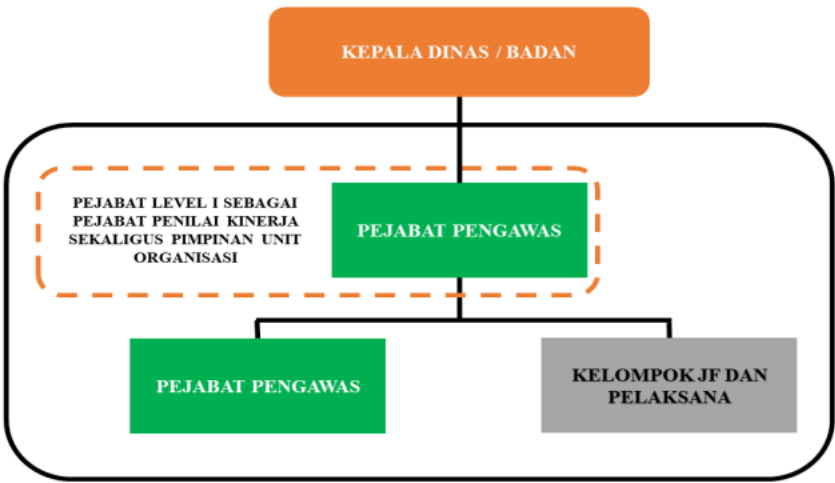 KEPALA DINAS / BADAN
PEJABAT LEVEL I SEBAGAI
PEJABAT PENILAI KINERJA
SEKALIGUS PIMPINAN UNIT
ORGANISASI
PEJABAT PENGAWAS
PEJABAT PENGAWAS
KELOMPOK JF DAN
PELAKSANA